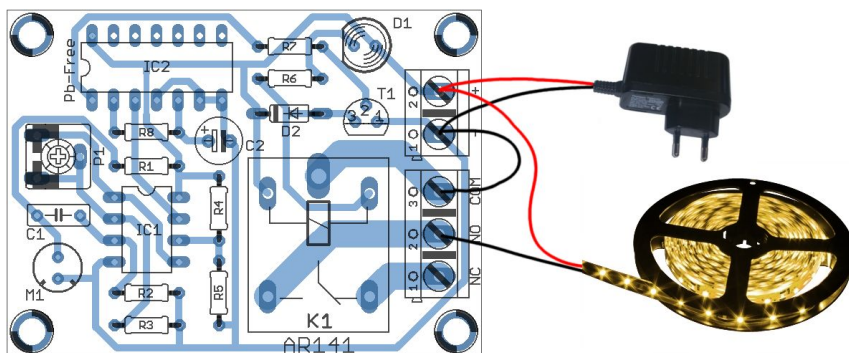 Pb-Free
IC2
R7
D1
R6
T1
3 2 1
D2
+
2
1
C2
R8
P1
R1
R4
COM
3
NO
2
NC
1
C1
IC1
M1
R2
R5
R3
K1
AR141